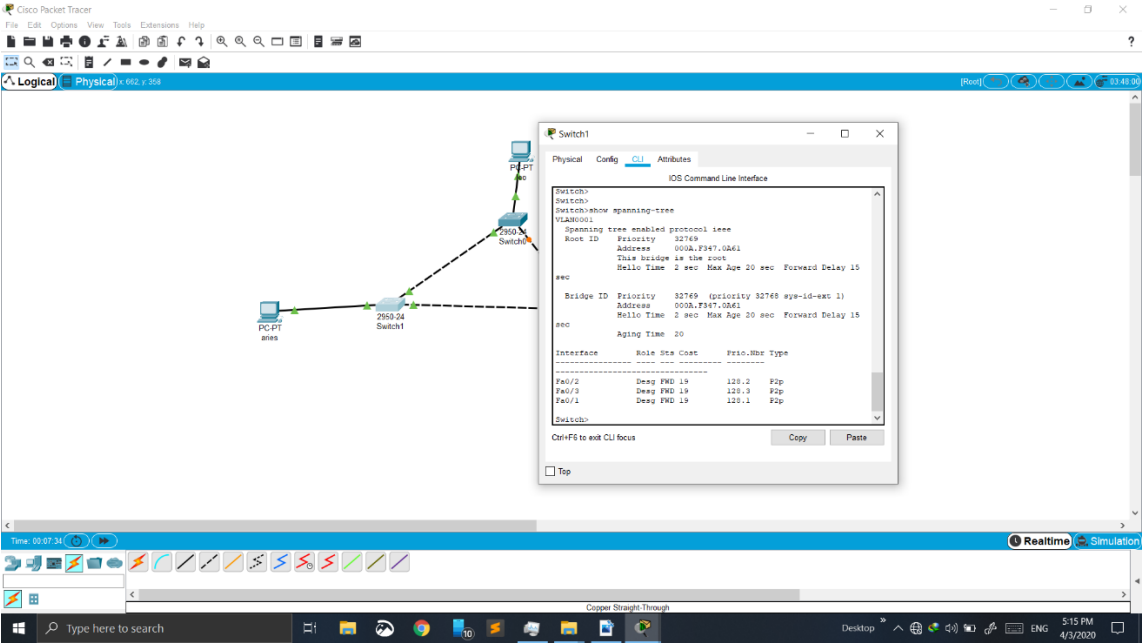 Cisco Packet Tracer
File Edit Options View Tools Extensions Help
?
Logical Physical x: 662, y: 358 [Root] 03:48:00
PC-PT
2950-24
Switch0
PC-PT
aries
2950-24
Switch1
Switch1
Physical Config CLI Attributes
IOS Command Line Interface
Switch>
Switch>
Switch>show spanning-tree
VLAN0001
Spanning tree enabled protocol ieee
Root ID Priority 32769
Address 000A.F347.0A61
This bridge is the root
Hello Time 2 sec Max Age 20 sec Forward Delay 15
sec
Bridge ID Priority 32769 (priority 32768 sys-id-ext 1)
Address 000A.F347.0A61
Hello Time 2 sec Max Age 20 sec Forward Delay 15
sec
Aging Time 20
Interface Role Sts Cost Prio.Nbr Type
---------------- ---- --- --------- --------
--------------------------------
Fa0/2 Desg FWD 19 128.2 P2p
Fa0/3 Desg FWD 19 128.3 P2p
Fa0/1 Desg FWD 19 128.1 P2p
Switch>
Ctrl+F6 to exit CLI focus Copy Paste
Top
Time: 00:07:34 Realtime Simulation
Copper Straight-Through
Type here to search
10
Desktop ENG 5:15 PM
4/3/2020